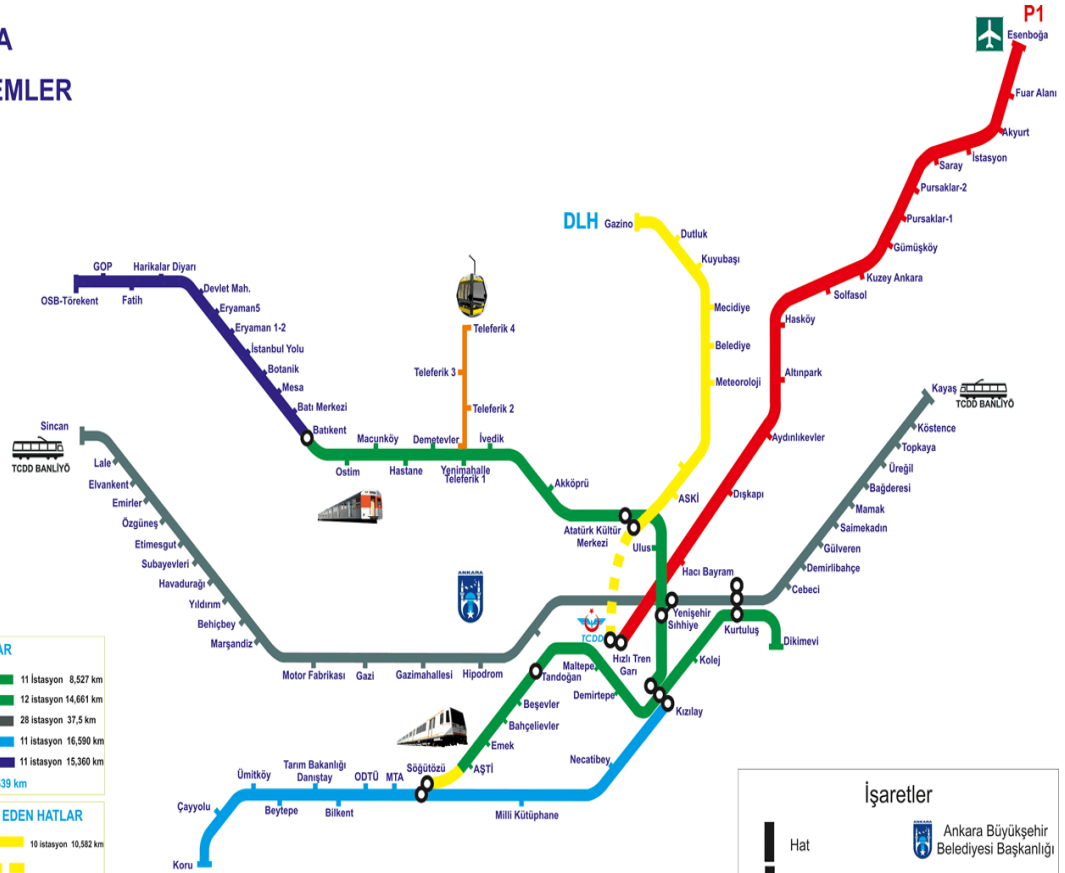 A
EMLER
P1
Esenboğa
Fuar Alanı
Akyurt
İstasyon
Saray
Pursaklar-2
Pursaklar-1
Gümüşköy
Kuzey Ankara
Solfasol
Hasköy
Altınpark
Aydınlıkevler
Dışkapı
Hacı Bayram
Hızlı Tren
Garı
DLH
Gazino
Dutluk
Kuyubaşı
Mecidiye
Belediye
Meteoroloji
ASKİ
TCDD
OSB-Törekent
GOP
Fatih
Harikalar Diyarı
Devlet Mah.
Eryaman5
Eryaman 1-2
İstanbul Yolu
Botanik
Mesa
Batı Merkezi
Batıkent
Ostim
Macunköy
Hastane
Demetevler
Yenimahalle
Teleferik 1
İvedik
Akköprü
Atatürk Kültür
Merkezi
Ulus
Yenişehir
Sıhhiye
Kızılay
Teleferik 4
Teleferik 3
Teleferik 2
Sincan
TCDD BANLİYÖ
Lale
Elvankent
Emirler
Özgüneş
Etimesgut
Subayevleri
Havadurağı
Yıldırım
Behiçbey
Marşandiz
Motor Fabrikası
Gazi
Gazimahallesi
Hipodrom
Kurtuluş
Cebeci
Demirlibahçe
Gülveren
Saimekadın
Mamak
Bağderesi
Üreğil
Topkaya
Köstence
Kayaş
TCDD BANLİYÖ
Dikimevi
Kolej
Demirtepe
Maltepe
Tandoğan
Beşevler
Bahçelievler
Emek
AŞTİ
Söğütözü
Necatibey
Milli Kütüphane
MTA
ODTÜ
Bilkent
Tarım Bakanlığı
Danıştay
Beytepe
Ümitköy
Çayyolu
Koru
ANKARA
AR
11 İstasyon 8,527 km
12 istasyon 14,661 km
28 istasyon 37,5 km
11 istasyon 16,590 km
11 istasyon 15,360 km
39 km
EDEN HATLAR
10 istasyon 10,582 km
İşaretler
Hat
Ankara Büyükşehir
Belediyesi Başkanlığı